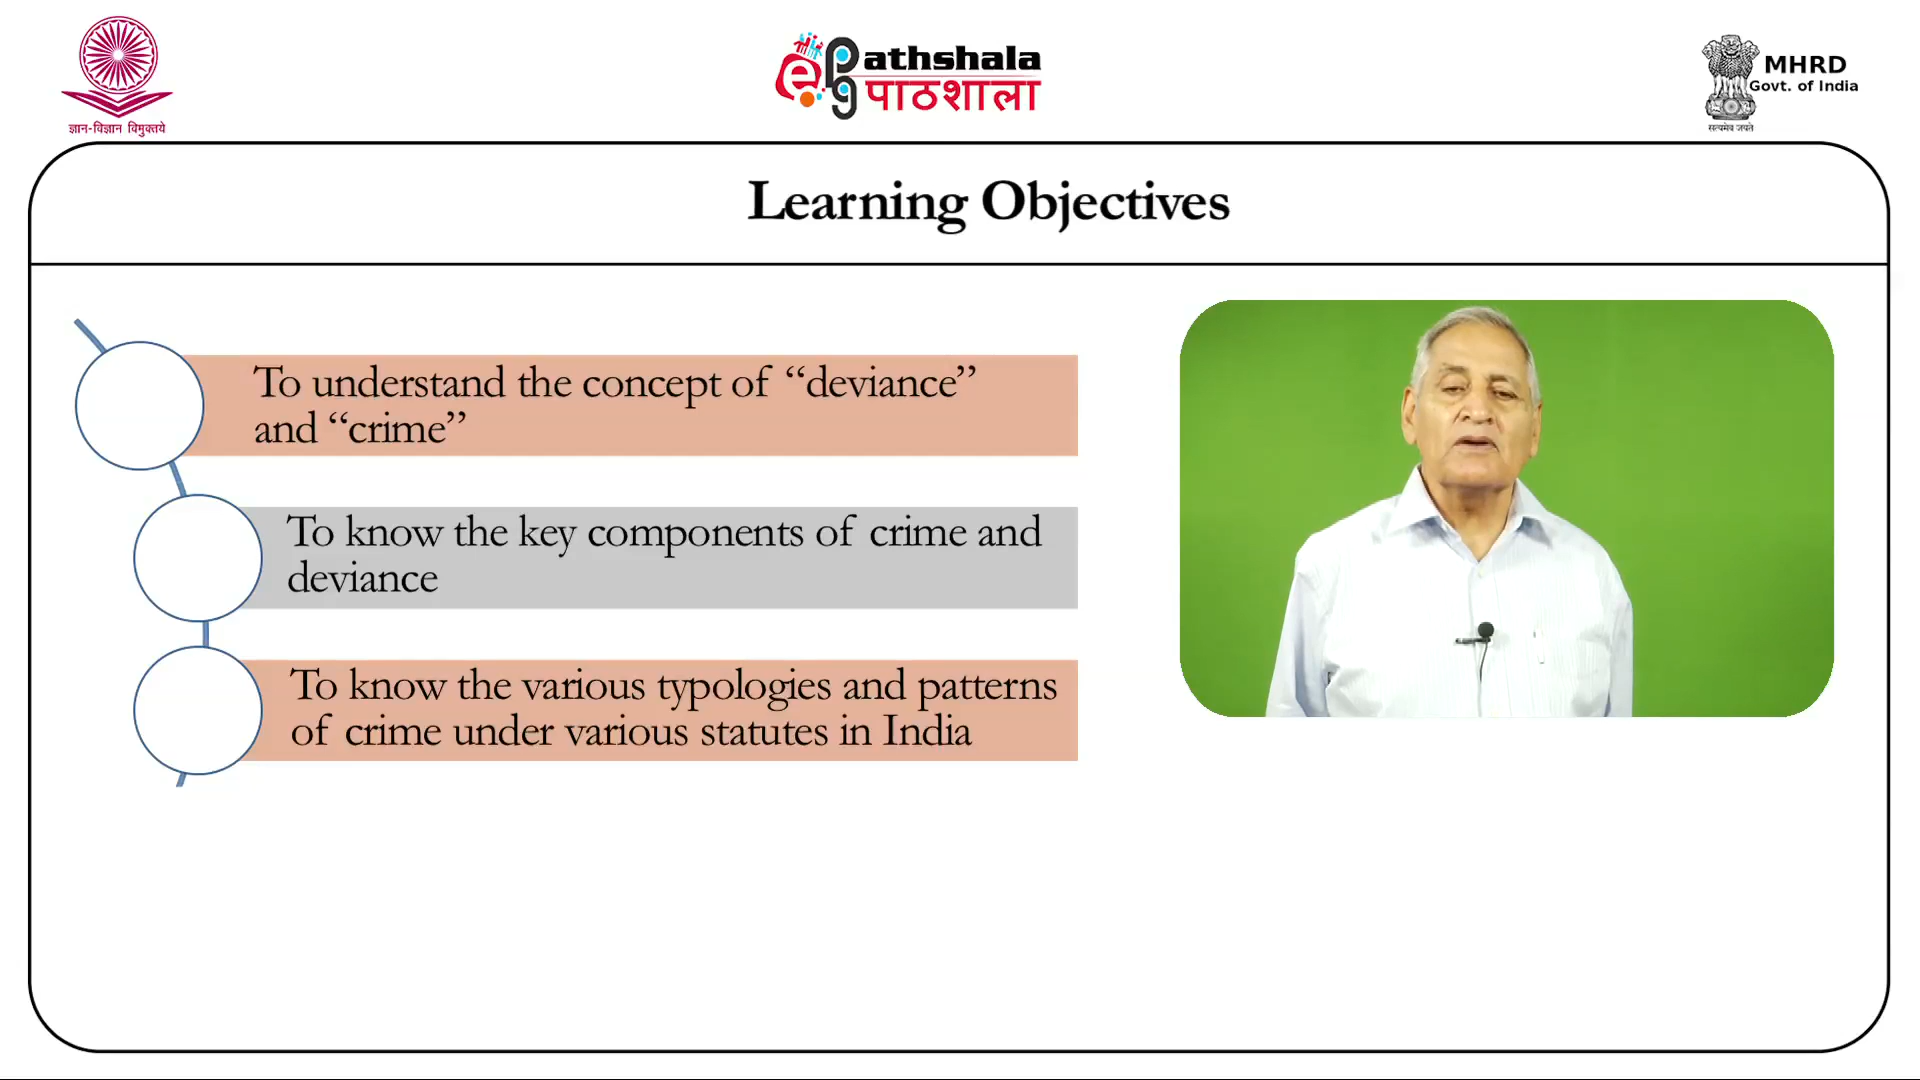 ज्ञान-विज्ञान विमुक्तये
ePathshala
पाठशाला
MHRD
Govt. of India
सत्यमेव जयते
Learning Objectives
To understand the concept of “deviance”
and “crime”
To know the key components of crime and
deviance
To know the various typologies and patterns
of crime under various statutes in India